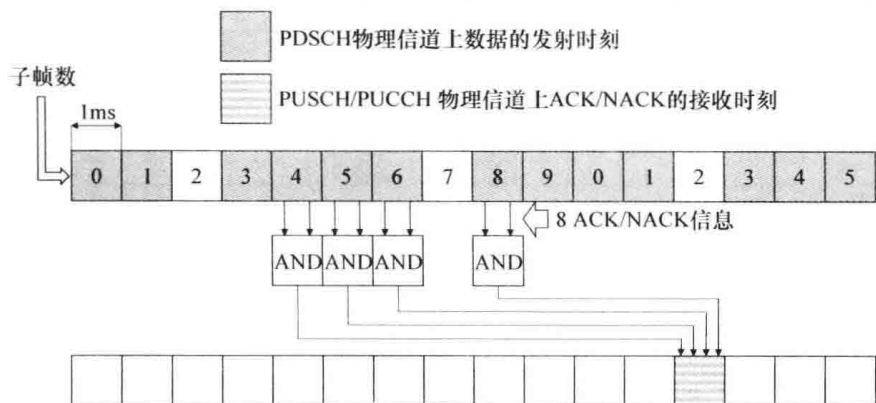 PDSCH物理信道上数据的发射时刻
子帧数
PUSCH/PUCCH 物理信道上ACK/NACK的接收时刻
1ms
0 1 2 3 4 5 6 7 8 9 0 1 2 3 4 5
8 ACK/NACK信息
AND AND AND AND